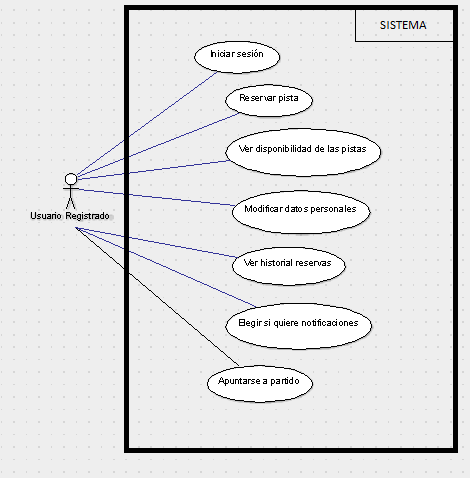 SISTEMA
Iniciar sesión
Reservar pista
Ver disponibilidad de las pistas
Modificar datos personales
Usuario Registrado
Ver historial reservas
Elegir si quiere notificaciones
Apuntarse a partido